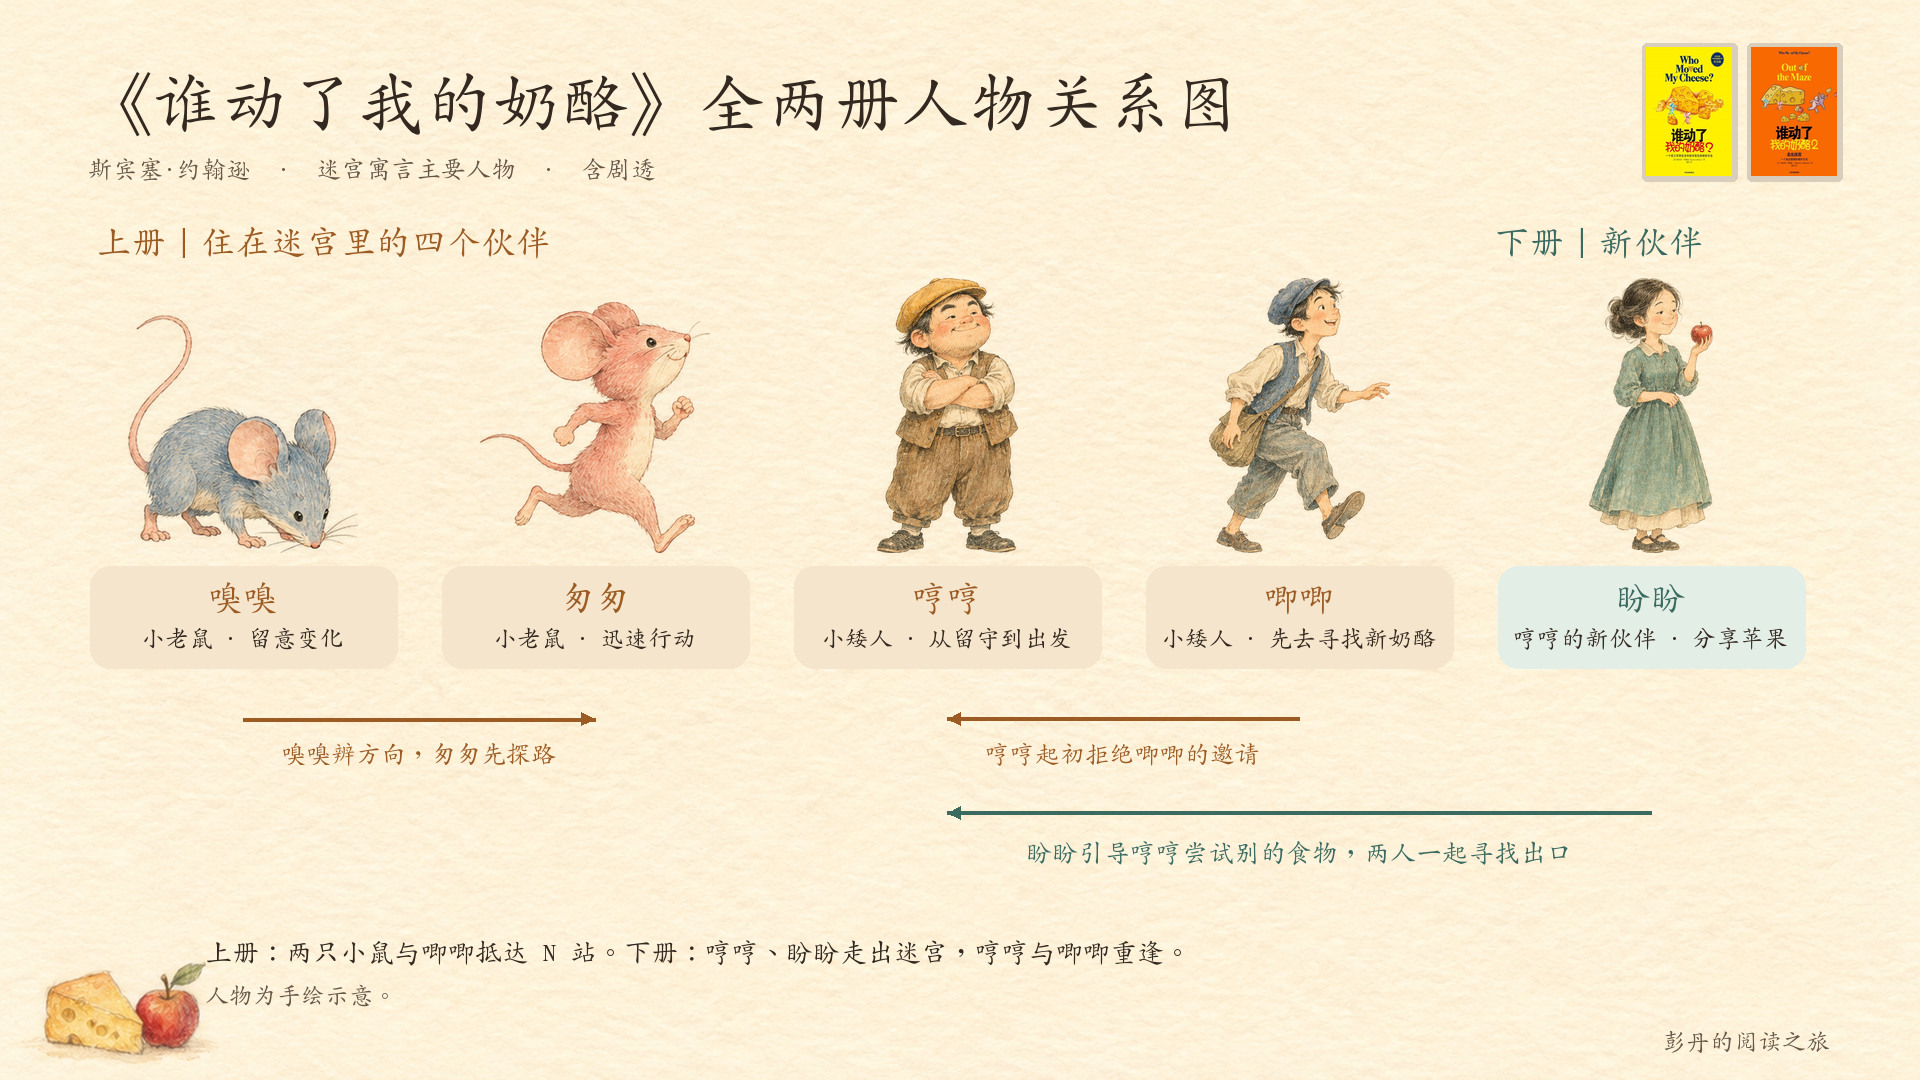 《谁动了我的奶酪》全两册人物关系图
斯宾塞·约翰逊 · 迷宫寓言主要人物 · 含剧透
Who
Moved
My Cheese?
谁动了
我的奶酪?
Out of
the Maze
谁动了
我的奶酪2
上册｜住在迷宫里的四个伙伴
下册｜新伙伴
嗅嗅
小老鼠 · 留意变化
匆匆
小老鼠 · 迅速行动
哼哼
小矮人 · 从留守到出发
唧唧
小矮人 · 先去寻找新奶酪
盼盼
哼哼的新伙伴 · 分享苹果
嗅嗅辨方向，匆匆先探路
哼哼起初拒绝唧唧的邀请
盼盼引导哼哼尝试别的食物，两人一起寻找出口
上册：两只小鼠与唧唧抵达 N 站。下册：哼哼、盼盼走出迷宫，哼哼与唧唧重逢。
人物为手绘示意。
彭丹的阅读之旅